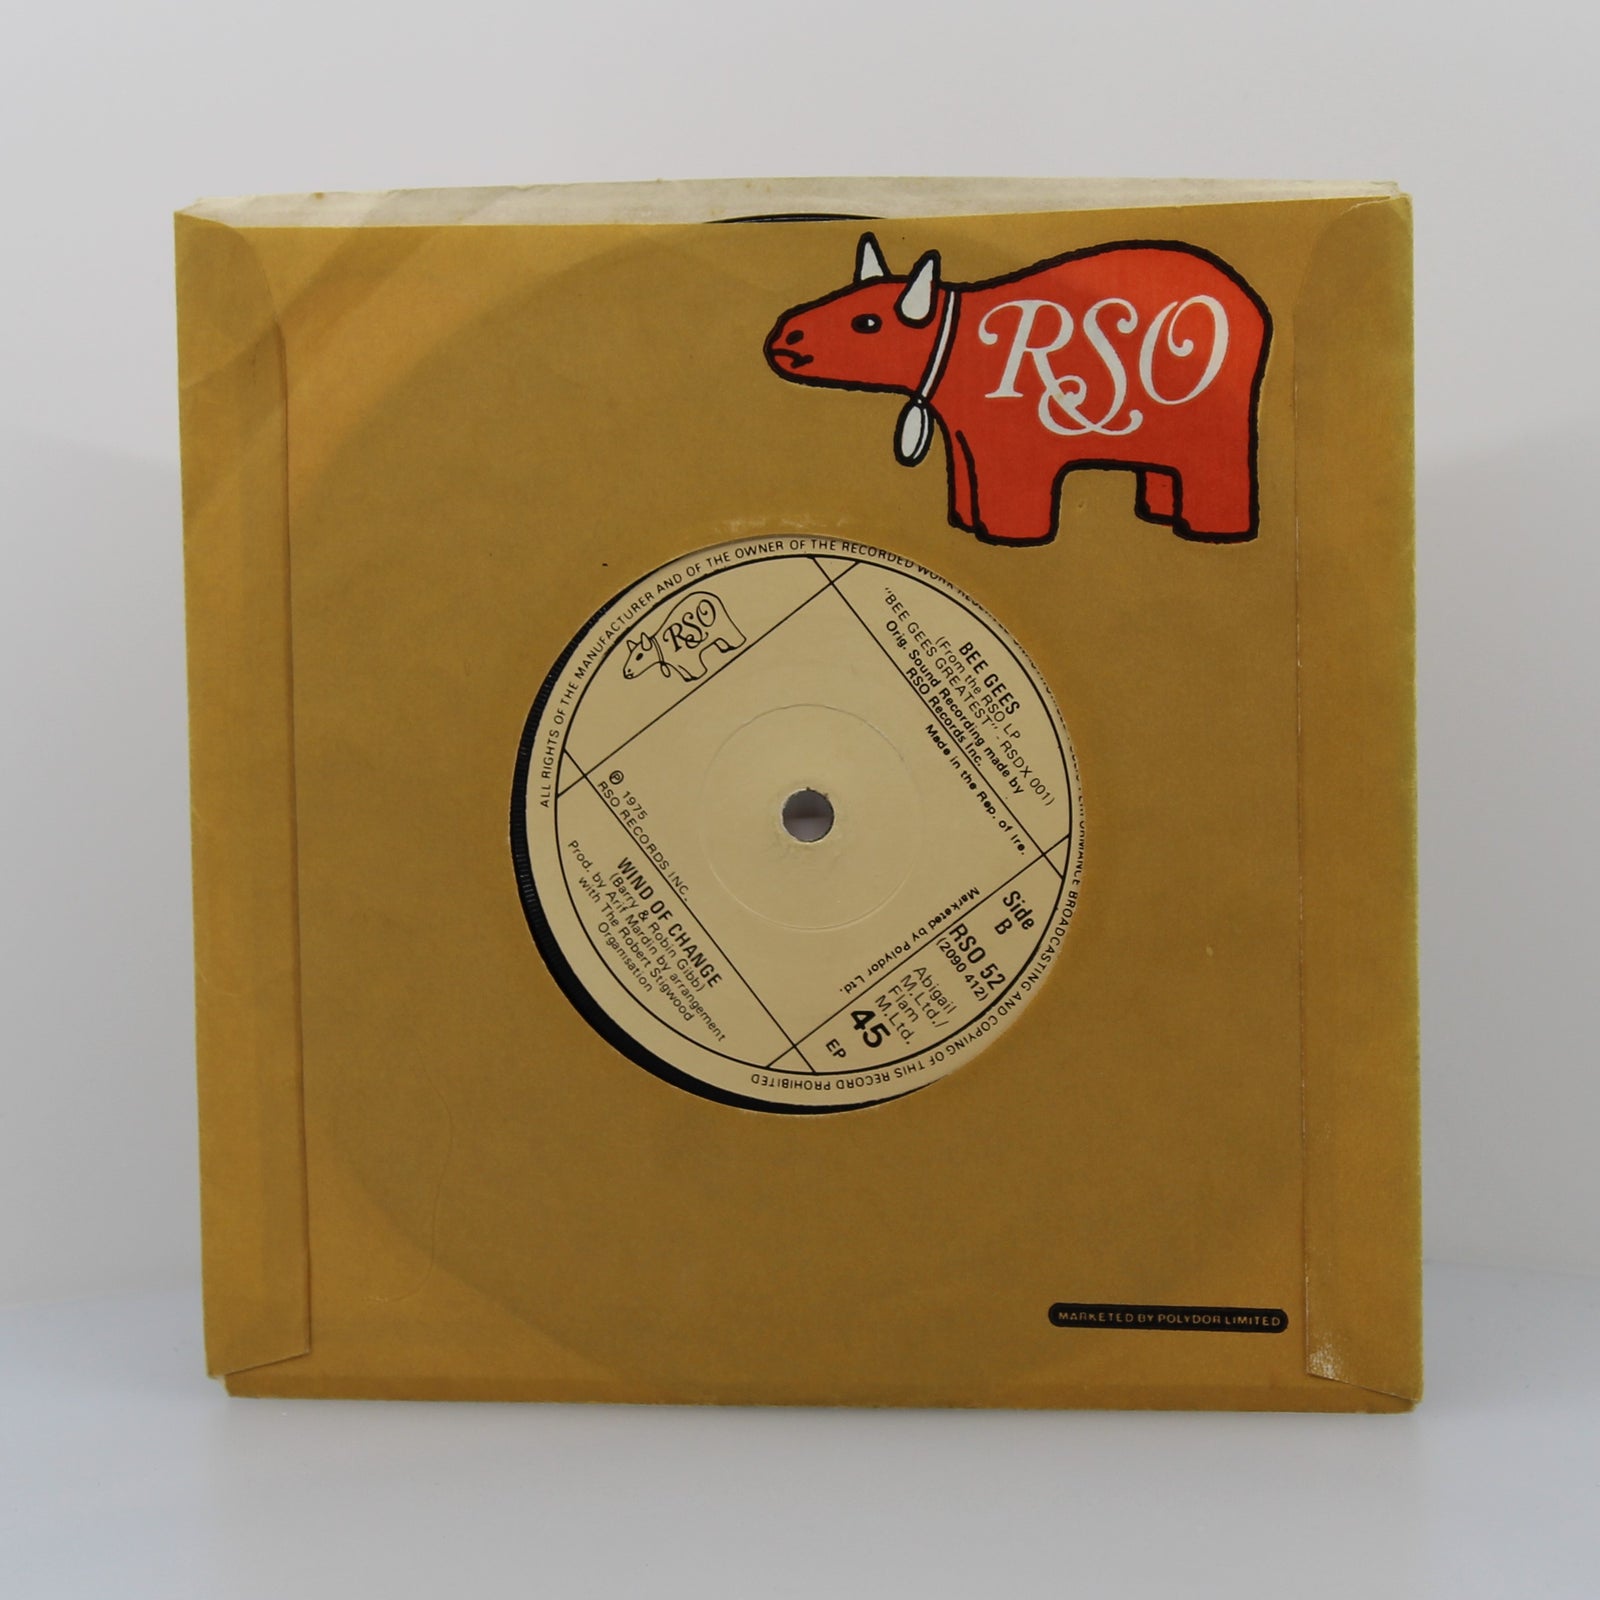 RSO
ALL RIGHTS OF THE MANUFACTURER AND OF THE OWNER OF THE RECORDED WORK
PERFORMANCE BROADCASTING AND COPYING OF THIS RECORD PROHIBITED
RSO
BEE GEES
(From the RSO LP
"BEE GEES GREATEST" - RSDX 001)
Orig. Sound Recording made by
RSO Records Inc.
Made in the Rep. of Ire.
Side
B
RSO 52
(2090 412)
Abigail
M.Ltd./
Flam
M.Ltd.
45
EP
Marketed by Polydor Ltd.
℗ 1975
RSO RECORDS INC.
WIND OF CHANGE
(Barry & Robin Gibb)
Prod. by Arif Mardin by arrangement
with The Robert Stigwood
Organisation
MARKETED BY POLYDOR LIMITED